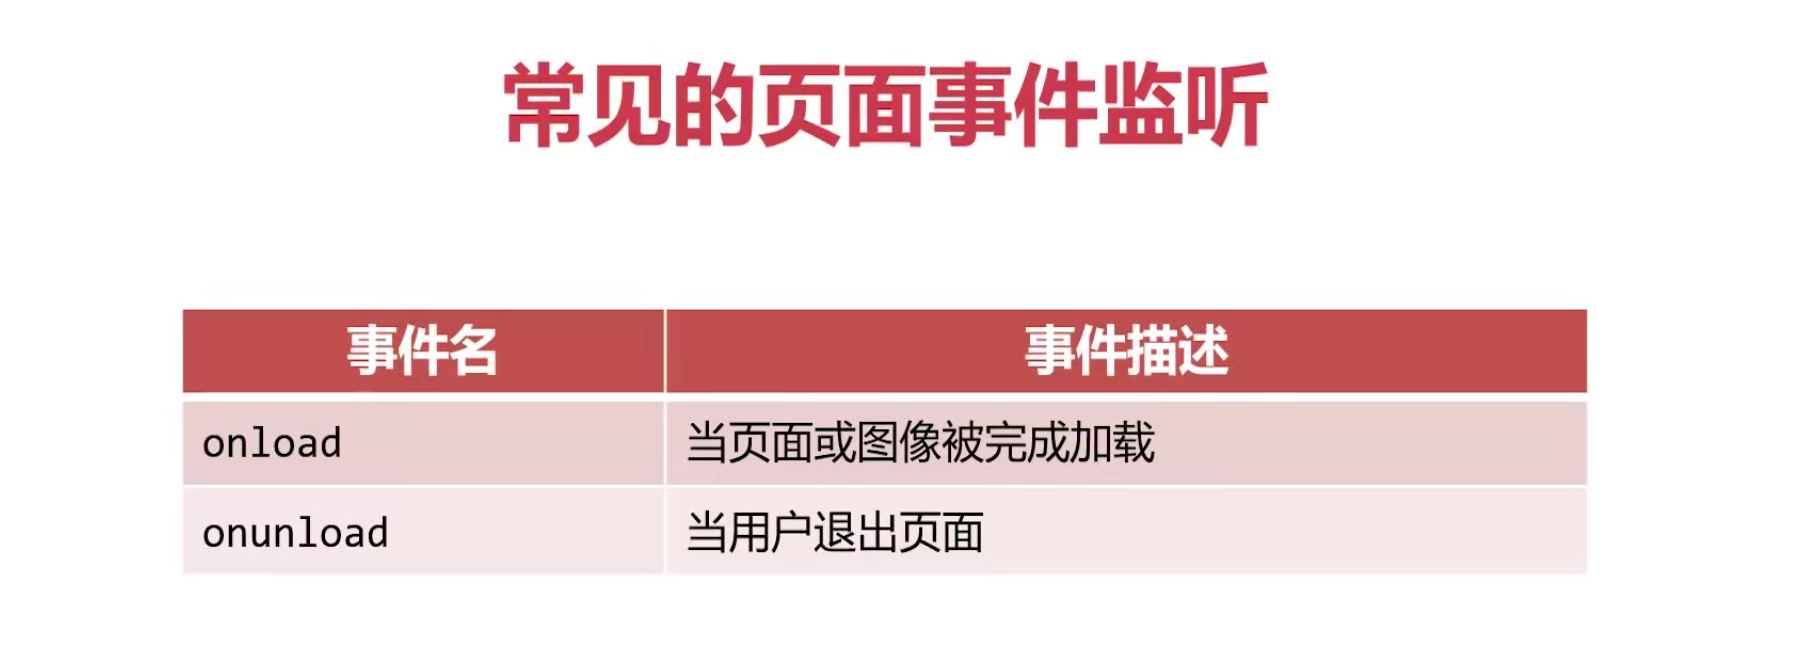 常见的页面事件监听
事件名 事件描述
onload 当页面或图像被完成加载
onunload 当用户退出页面